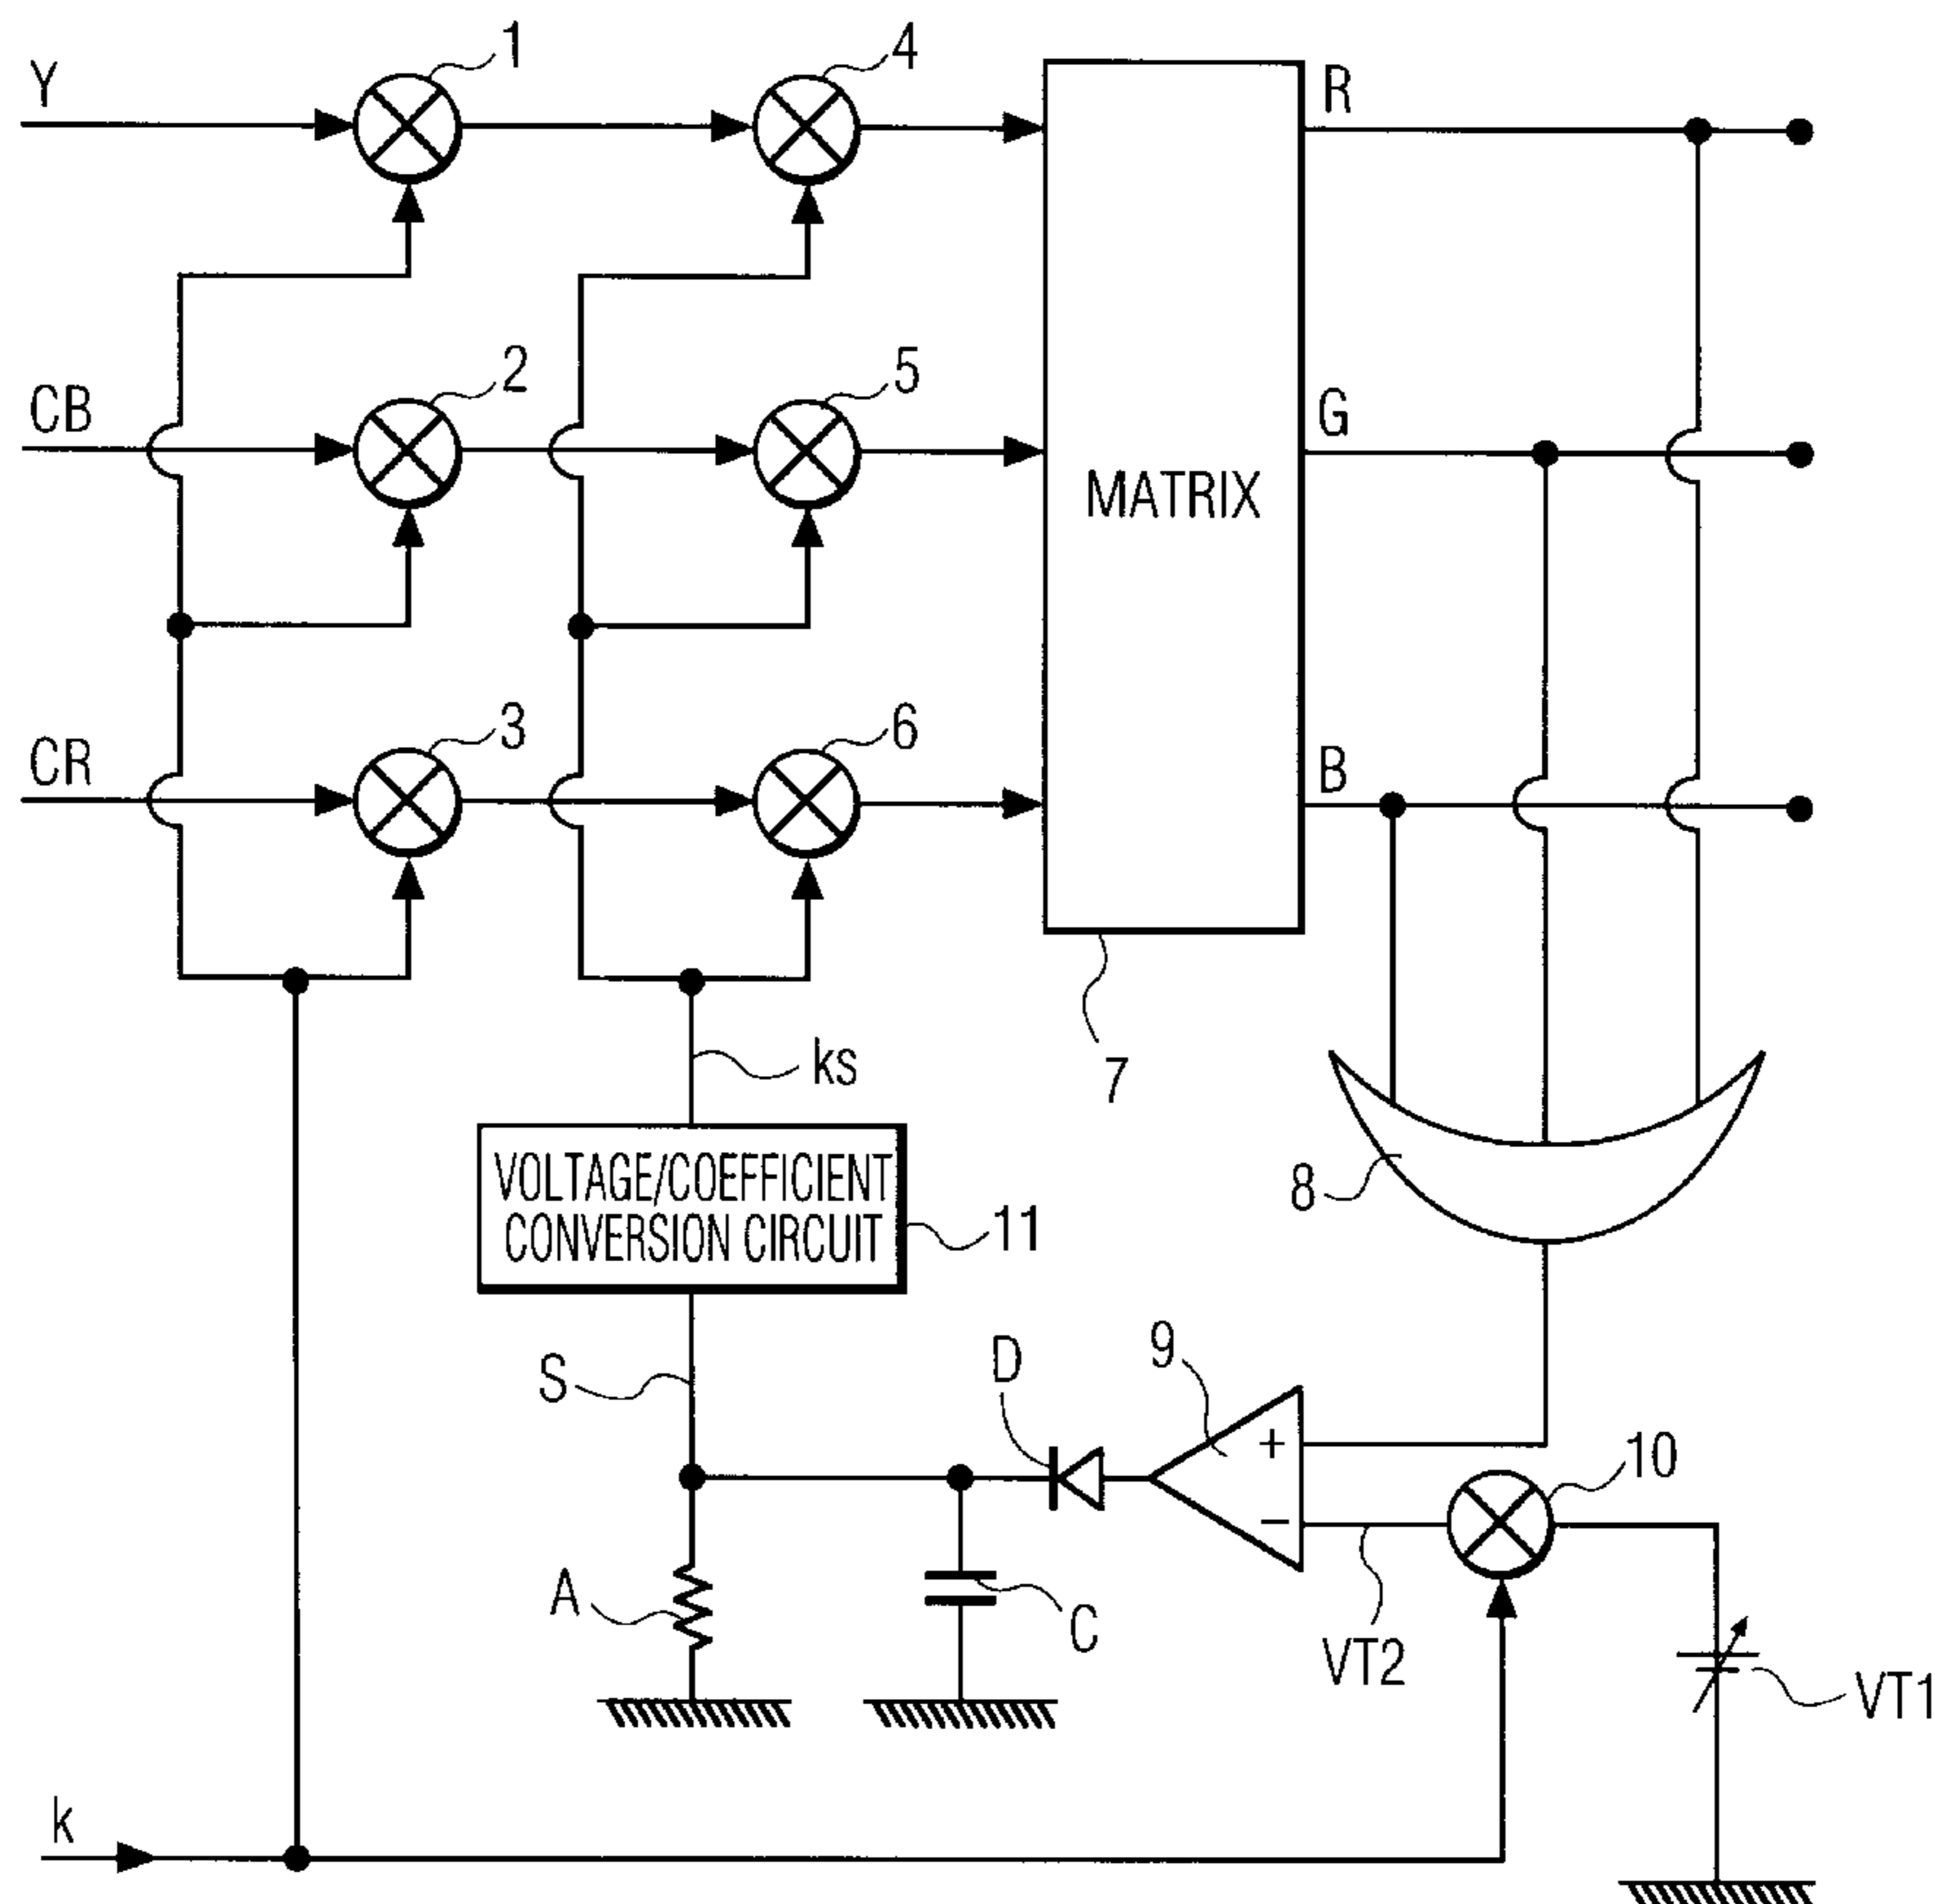 1
4
Y
R
2
5
CB
G
MATRIX
3
6
CR
B
ks
7
VOLTAGE/COEFFICIENT
CONVERSION CIRCUIT
11
8
S
D
9
+
10
−
A
C
VT2
VT1
k